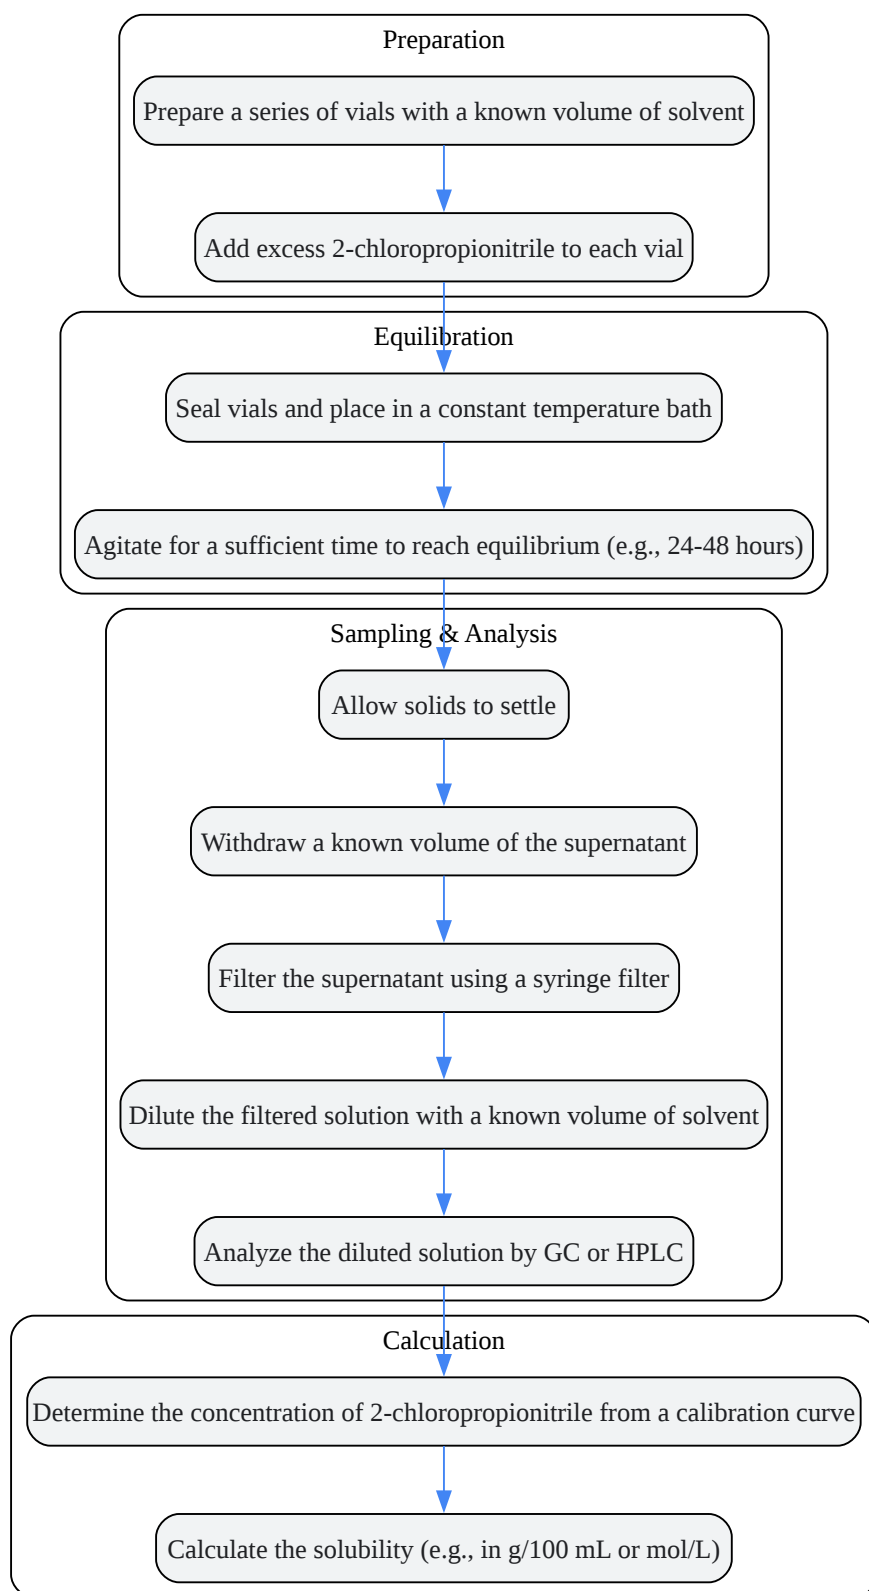 Preparation
Prepare a series of vials with a known volume of solvent
Add excess 2-chloropropionitrile to each vial
Equilibration
Seal vials and place in a constant temperature bath
Agitate for a sufficient time to reach equilibrium (e.g., 24-48 hours)
Sampling & Analysis
Allow solids to settle
Withdraw a known volume of the supernatant
Filter the supernatant using a syringe filter
Dilute the filtered solution with a known volume of solvent
Analyze the diluted solution by GC or HPLC
Calculation
Determine the concentration of 2-chloropropionitrile from a calibration curve
Calculate the solubility (e.g., in g/100 mL or mol/L)